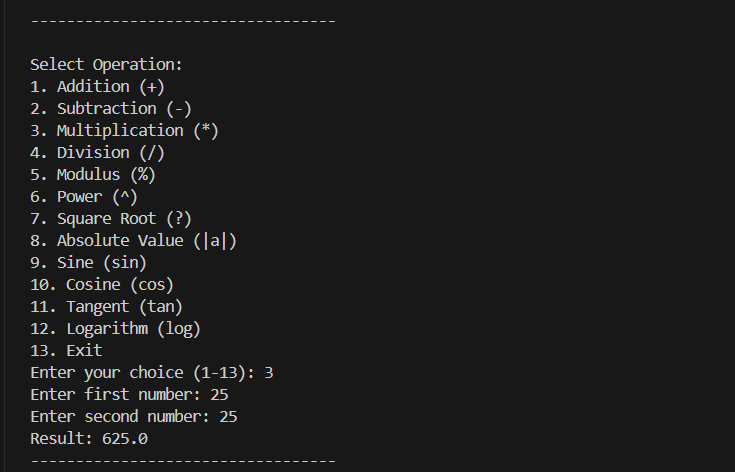 ----------------------------------
Select Operation:
1. Addition (+)
2. Subtraction (-)
3. Multiplication (*)
4. Division (/)
5. Modulus (%)
6. Power (^)
7. Square Root (?)
8. Absolute Value (|a|)
9. Sine (sin)
10. Cosine (cos)
11. Tangent (tan)
12. Logarithm (log)
13. Exit
Enter your choice (1-13): 3
Enter first number: 25
Enter second number: 25
Result: 625.0
----------------------------------